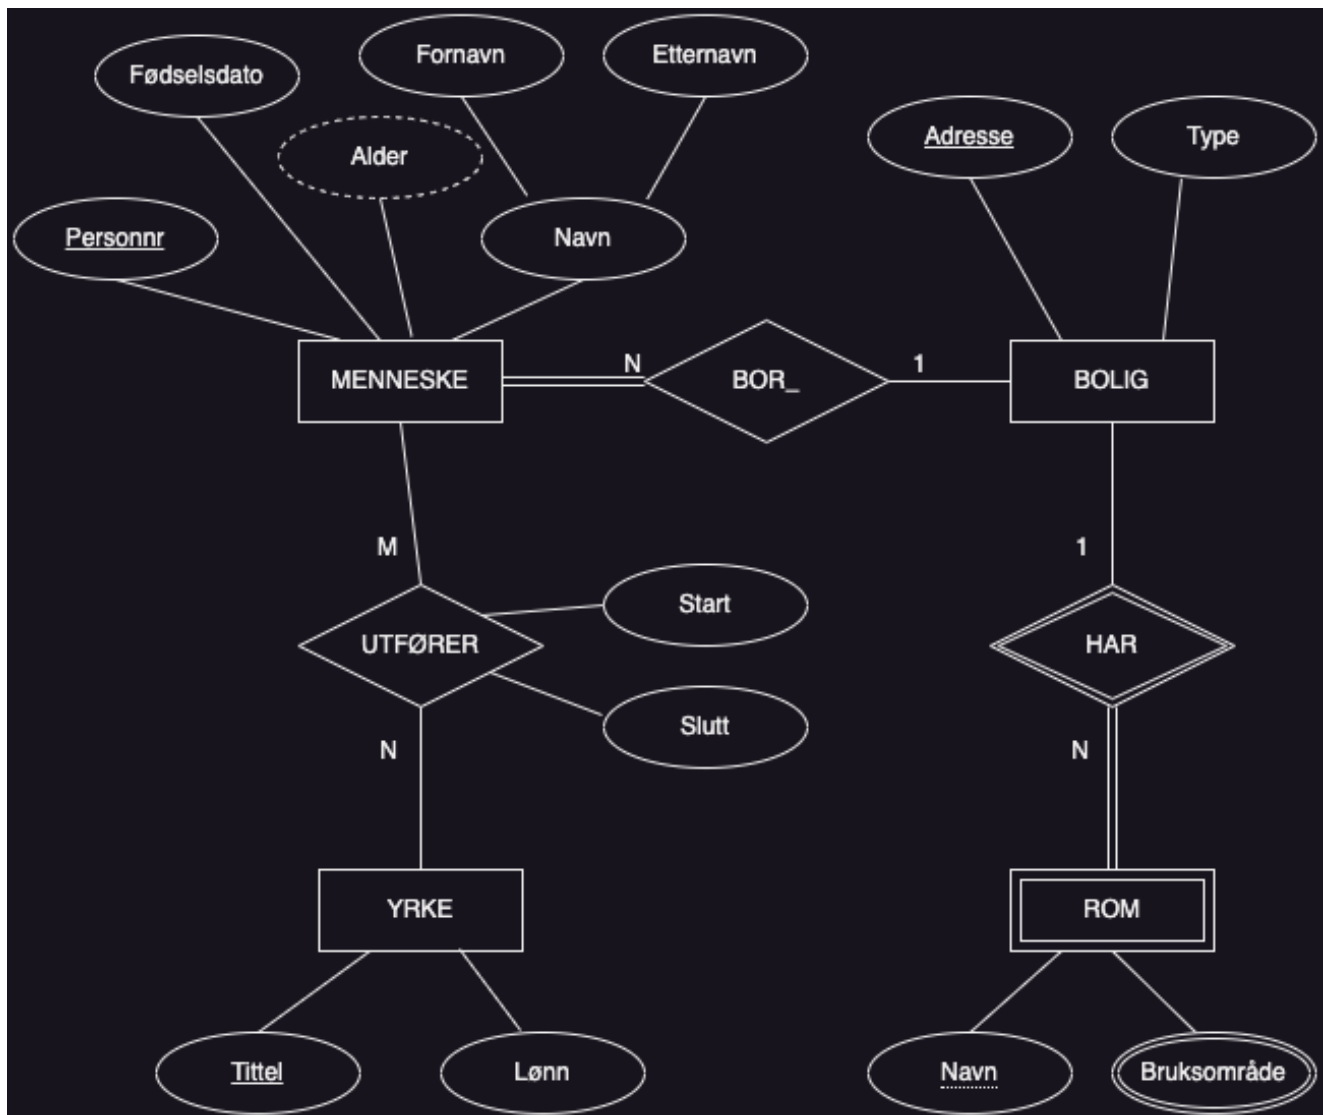 Fornavn
Etternavn
Fødselsdato
Adresse
Type
Alder
Personnr
Navn
MENNESKE
N
BOR_
1
BOLIG
M
1
Start
UTFØRER
HAR
Slutt
N
N
YRKE
ROM
Tittel
Lønn
Navn
Bruksområde